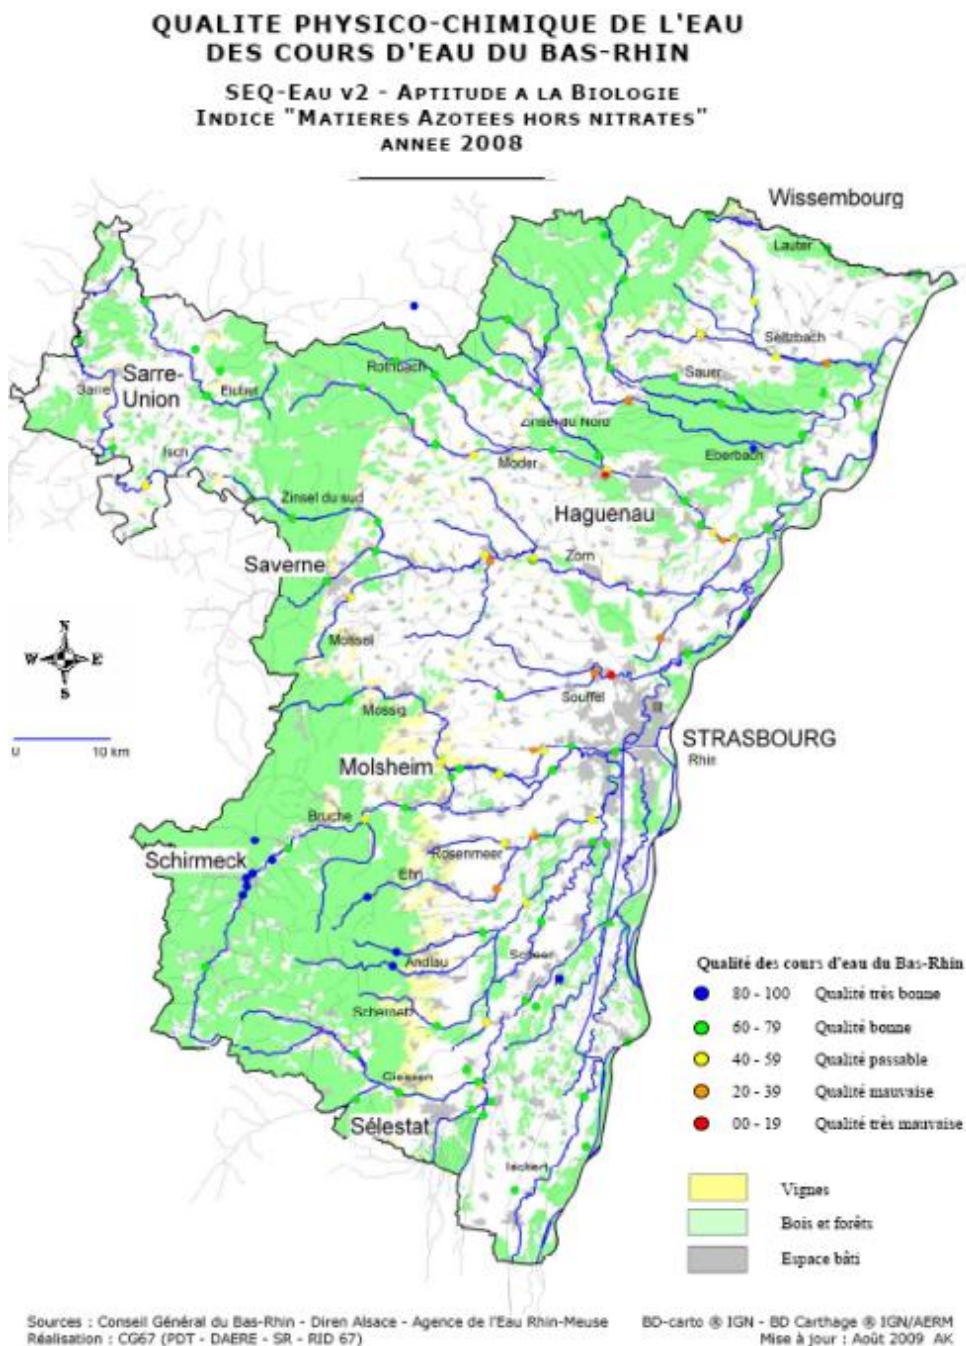 QUALITE PHYSICO-CHIMIQUE DE L'EAU
DES COURS D'EAU DU BAS-RHIN
SEQ-EAU V2 - APTITUDE A LA BIOLOGIE
INDICE "MATIERES AZOTEES HORS NITRATES"
ANNEE 2008
Wissembourg
Lauter
Seltzbach
Rothbach
Sarre
Sarre-
Union
Eichel
Sauer
Zinsel du Nord
Isch
Moder
Eberbach
Zinsel du sud
Haguenau
Saverne
Zorn
N
W E
S
Mossel
Souffel
Mossig
Ill
0 10 km
STRASBOURG
Rhin
Molsheim
Bruche
Schirmeck
Rosenmeer
Ehn
Andlau
Scheer
Qualité des cours d'eau du Bas-Rhin
80 - 100 Qualité très bonne
60 - 79 Qualité bonne
40 - 59 Qualité passable
20 - 39 Qualité mauvaise
00 - 19 Qualité très mauvaise
Giessen
Sélestat
Ischert
Vignes
Bois et forêts
Espace bâti
Sources : Conseil Général du Bas-Rhin - Diren Alsace - Agence de l'Eau Rhin-Meuse
BD-carto ® IGN - BD Carthage ® IGN/AERM
Réalisation : CG67 (PDT - DAERE - SR - RID 67)
Mise à jour : Août 2009 AK